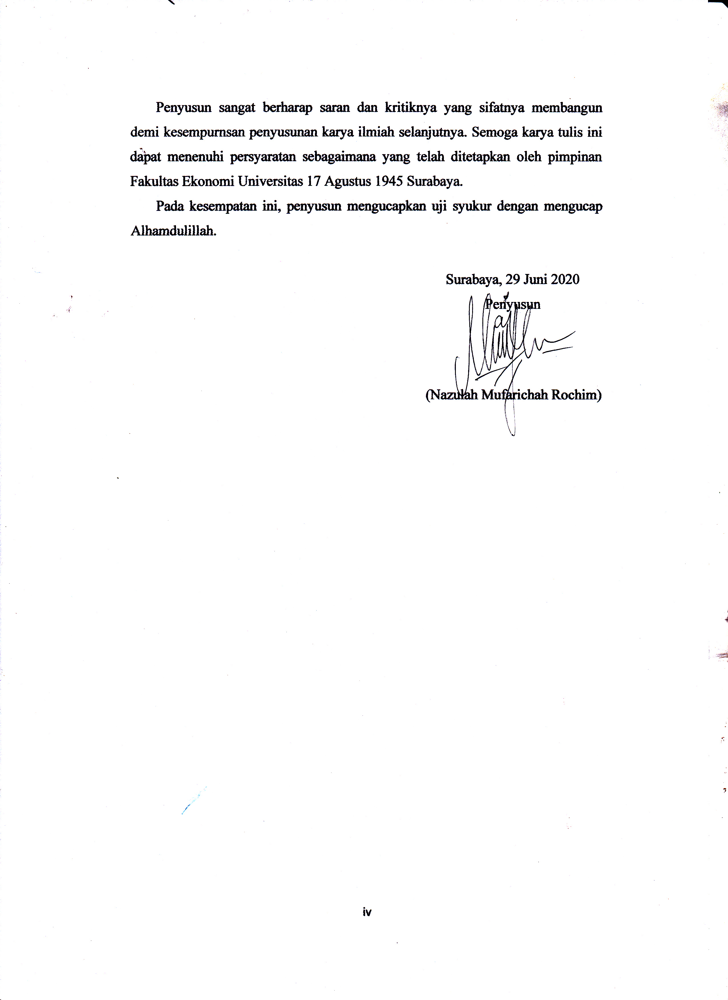 Penyusun sangat berharap saran dan kritiknya yang sifatnya membangun
demi kesempurnsan penyusunan karya ilmiah selanjutnya. Semoga karya tulis ini
dapat menenuhi persyaratan sebagaimana yang telah ditetapkan oleh pimpinan
Fakultas Ekonomi Universitas 17 Agustus 1945 Surabaya.
Pada kesempatan ini, penyusun mengucapkan uji syukur dengan mengucap
Alhamdulillah.
Surabaya, 29 Juni 2020
Penyusun
(Nazulah Mufarichah Rochim)
iv